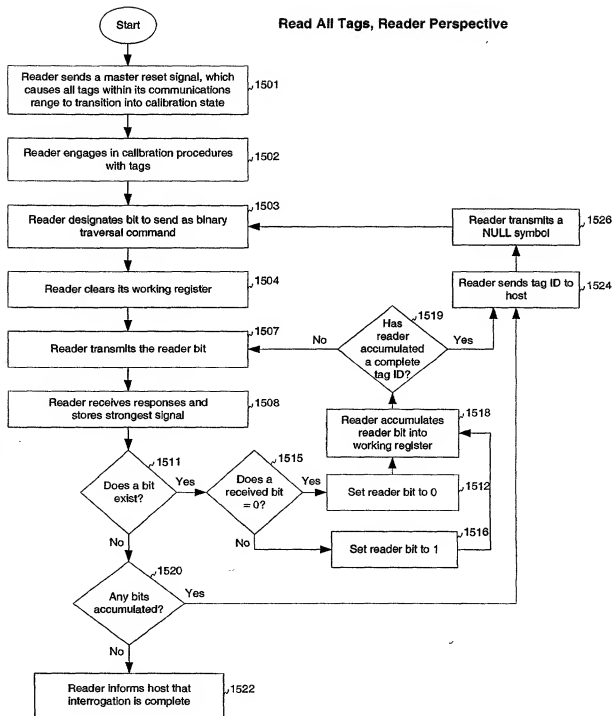 Start
Read All Tags, Reader Perspective
Reader sends a master reset signal, which
causes all tags within its communications
range to transition into calibration state
1501
Reader engages in calibration procedures
with tags
1502
1503
Reader designates bit to send as binary
traversal command
Reader transmits a
NULL symbol
1526
Reader clears its working register
1504
Reader sends tag ID to
host
1524
1507
Reader transmits the reader bit
No
1519
Has
reader
accumulated
a complete
tag ID?
Yes
Reader receives responses and
stores strongest signal
1508
Reader accumulates
reader bit into
working register
1518
1511
Does a bit
exist?
Yes
1515
Does a
received bit
= 0?
Yes
Set reader bit to 0
1512
No
No
Set reader bit to 1
1516
1520
Any bits
accumulated?
Yes
No
Reader informs host that
interrogation is complete
1522